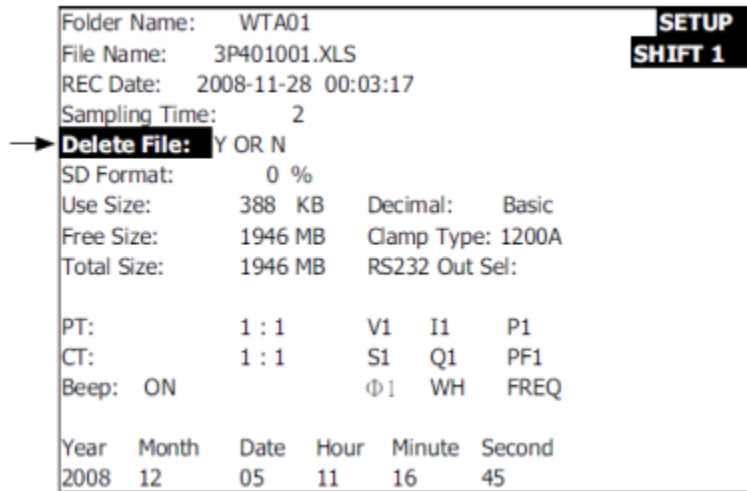 Folder Name: WTA01 SETUP
File Name: 3P401001.XLS SHIFT 1
REC Date: 2008-11-28 00:03:17
Sampling Time: 2
Delete File: Y OR N
SD Format: 0 %
Use Size: 388 KB Decimal: Basic
Free Size: 1946 MB Clamp Type: 1200A
Total Size: 1946 MB RS232 Out Sel:
PT: 1 : 1 V1 I1 P1
CT: 1 : 1 S1 Q1 PF1
Beep: ON Φ1 WH FREQ
Year Month Date Hour Minute Second
2008 12 05 11 16 45